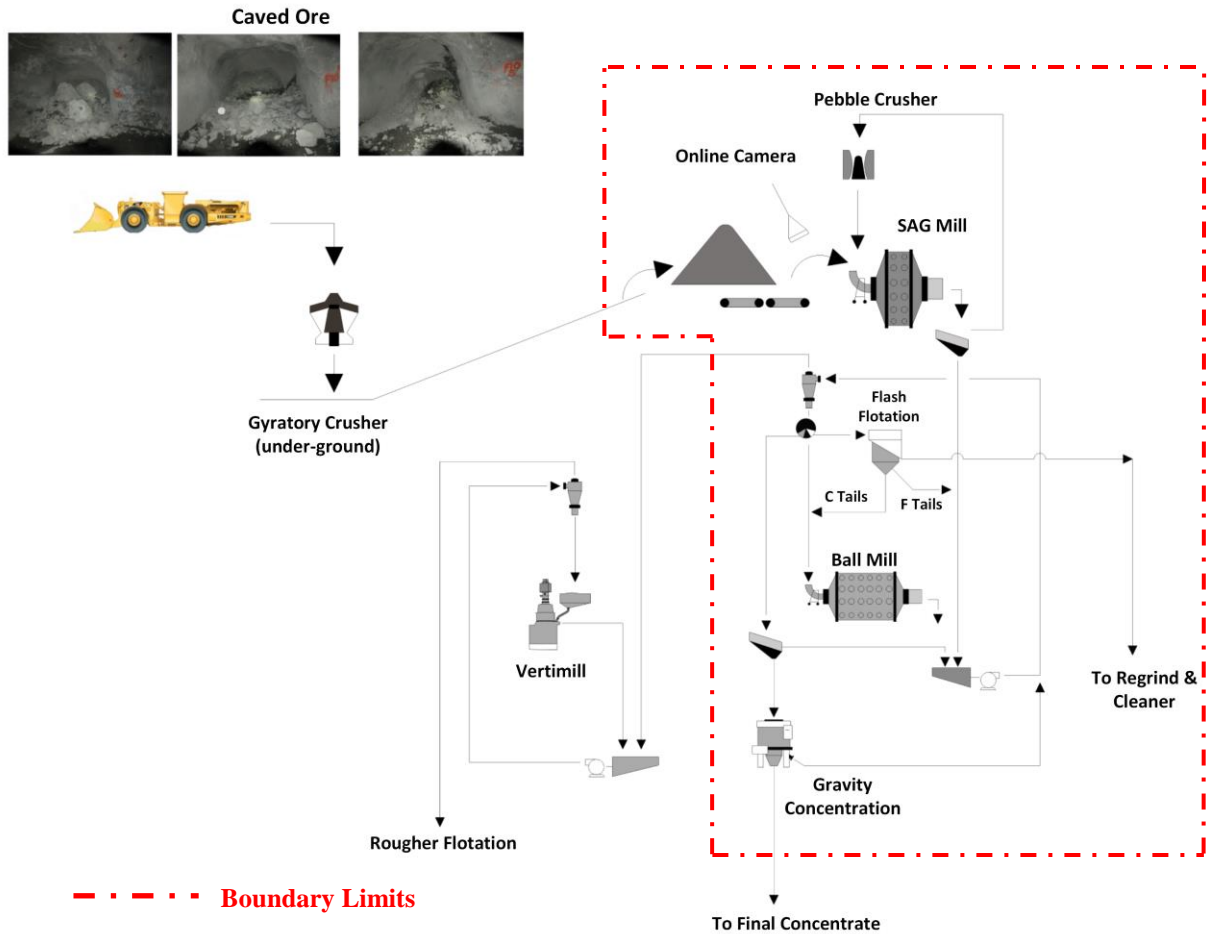 Caved Ore
Pebble Crusher
Online Camera
SAG Mill
Gyratory Crusher
(under-ground)
Flash
Flotation
C Tails
F Tails
Ball Mill
Vertimill
To Regrind &
Cleaner
Gravity
Concentration
Rougher Flotation
Boundary Limits
To Final Concentrate